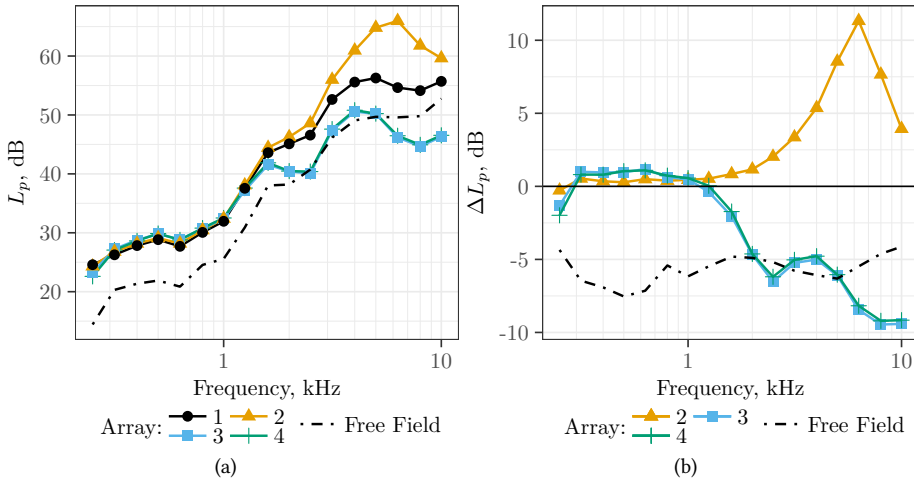 60
50
40
30
20
L_p, dB
1
10
Frequency, kHz
Array:
1
2
3
4
Free Field
(a)
10
5
0
-5
-10
ΔL_p, dB
1
10
Frequency, kHz
Array:
2
3
4
Free Field
(b)